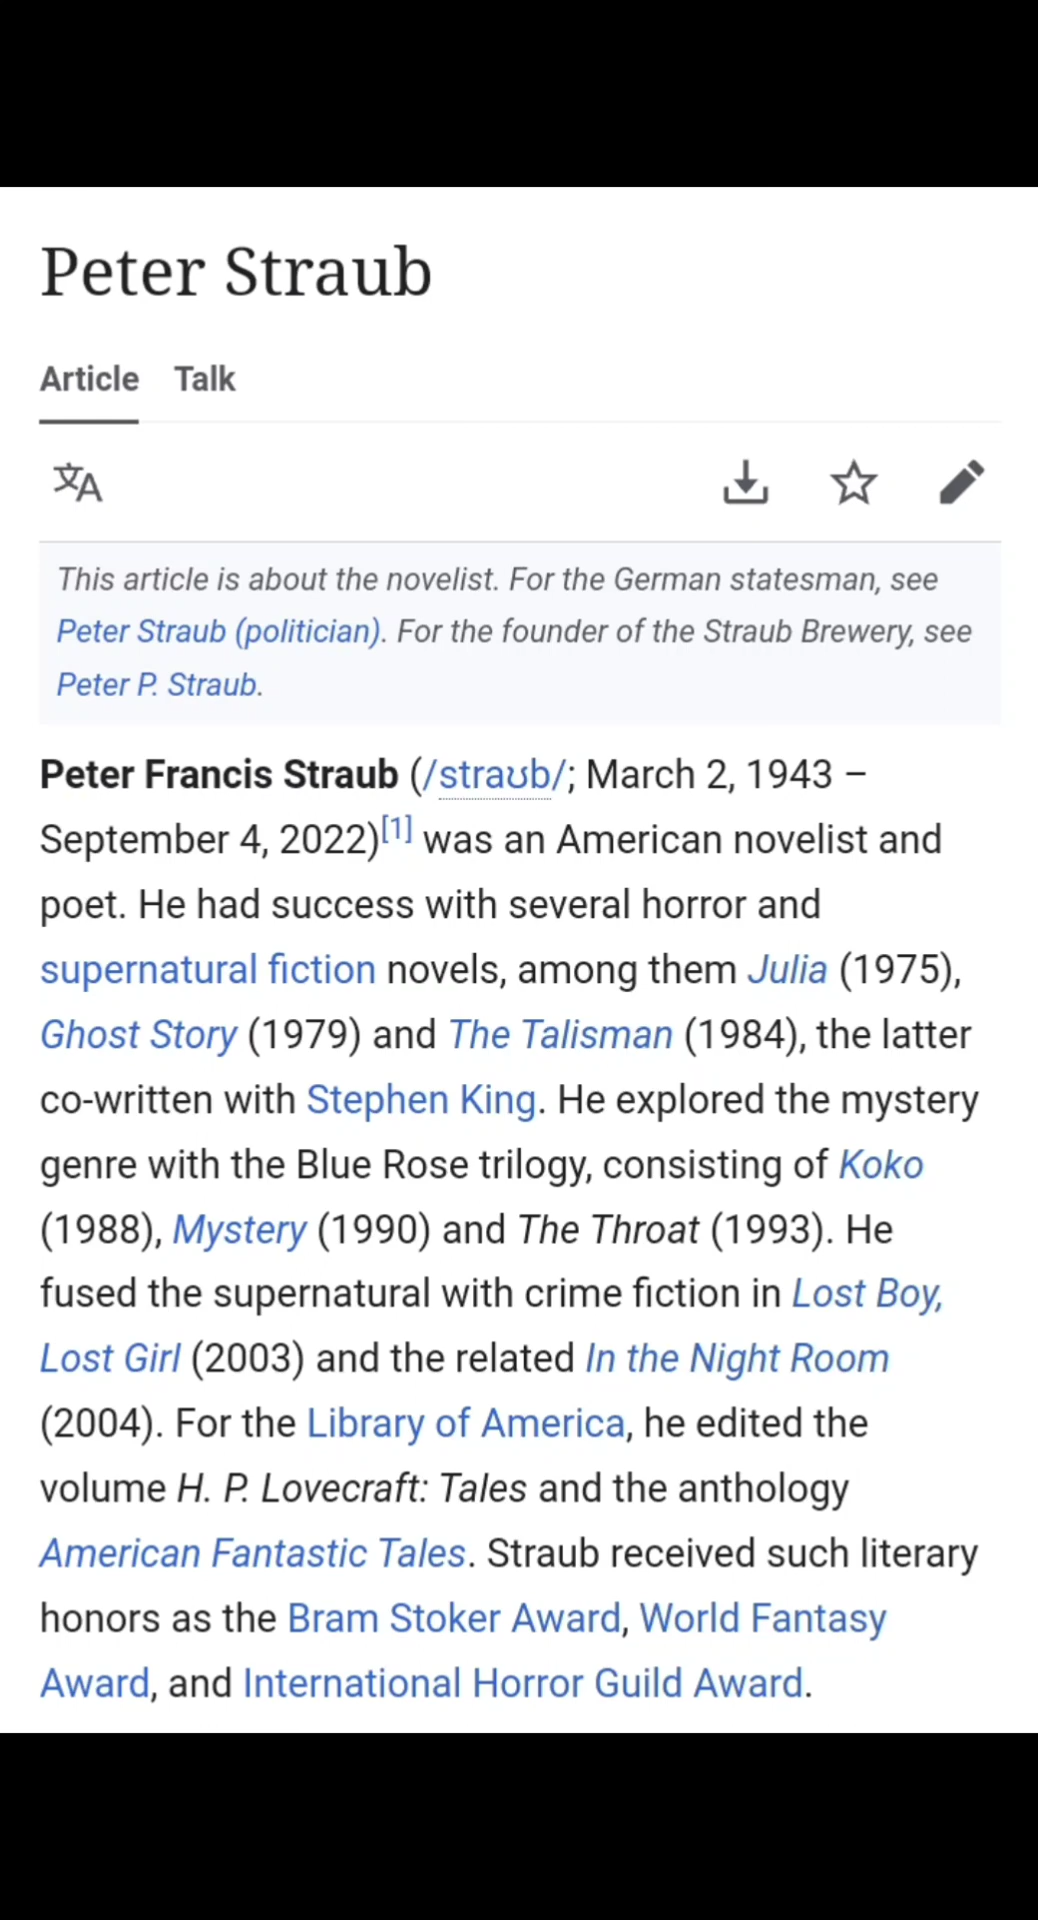 Peter Straub
Article Talk
This article is about the novelist. For the German statesman, see
Peter Straub (politician). For the founder of the Straub Brewery, see
Peter P. Straub.
Peter Francis Straub (/straʊb/; March 2, 1943 –
September 4, 2022)[1] was an American novelist and
poet. He had success with several horror and
supernatural fiction novels, among them Julia (1975),
Ghost Story (1979) and The Talisman (1984), the latter
co-written with Stephen King. He explored the mystery
genre with the Blue Rose trilogy, consisting of Koko
(1988), Mystery (1990) and The Throat (1993). He
fused the supernatural with crime fiction in Lost Boy,
Lost Girl (2003) and the related In the Night Room
(2004). For the Library of America, he edited the
volume H. P. Lovecraft: Tales and the anthology
American Fantastic Tales. Straub received such literary
honors as the Bram Stoker Award, World Fantasy
Award, and International Horror Guild Award.